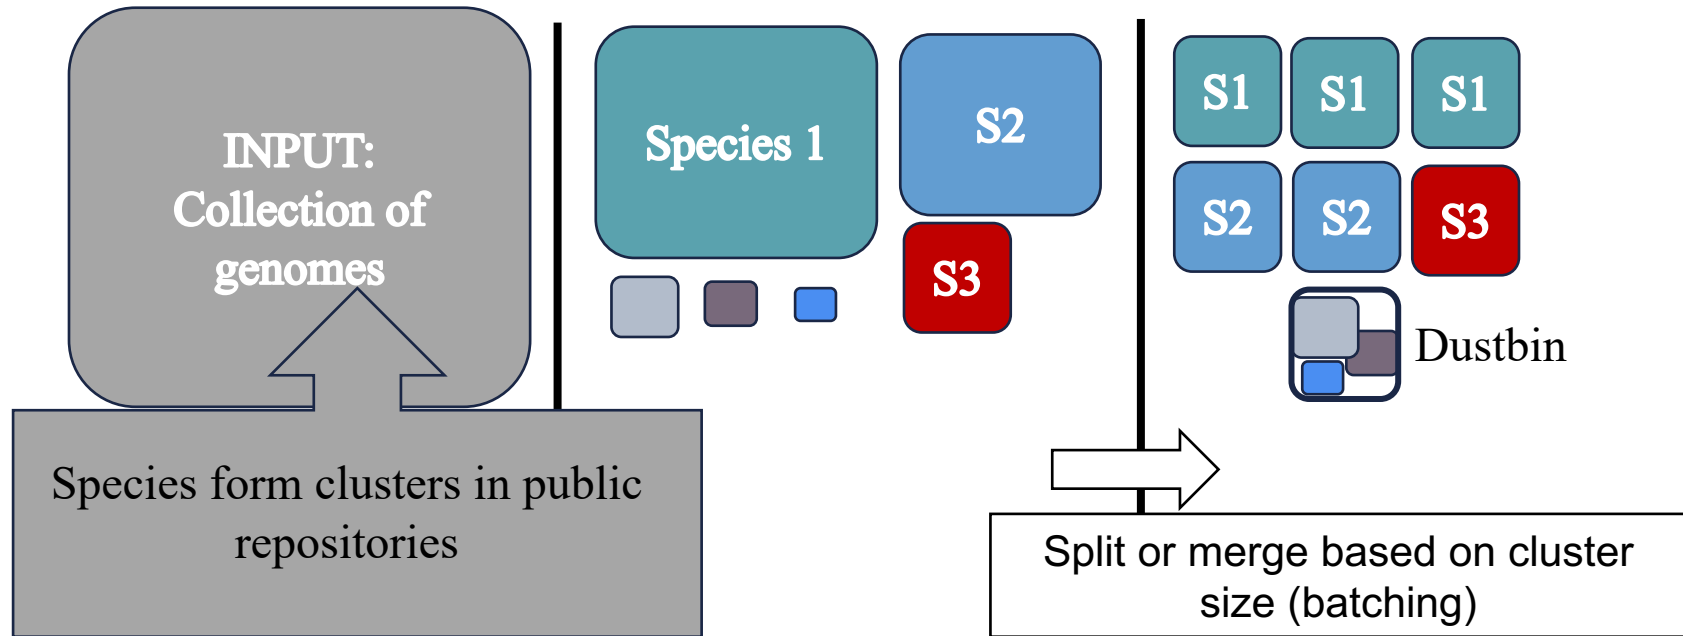 INPUT:
Collection of
genomes
Species form clusters in public
repositories
Species 1
S2
S3
S1 S1 S1
S2 S2 S3
Dustbin
Split or merge based on cluster
size (batching)